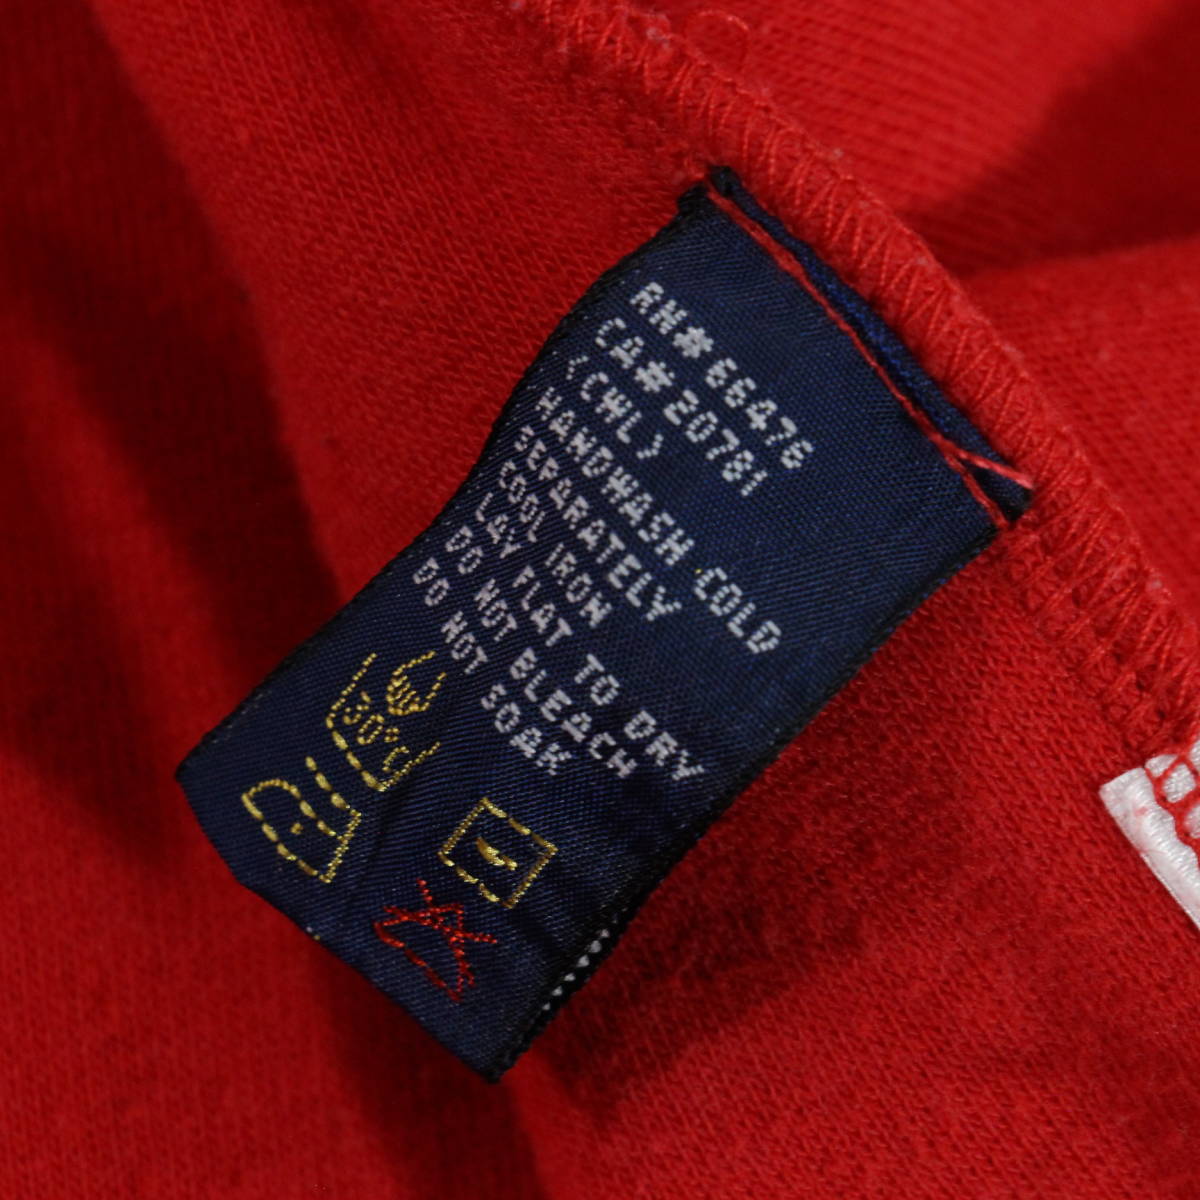 RN# 66476
CA# 20781
(CWL)
HANDWASH COLD
SEPARATELY
COOL IRON
LAY FLAT TO DRY
DO NOT BLEACH
DO NOT SOAK
30°C